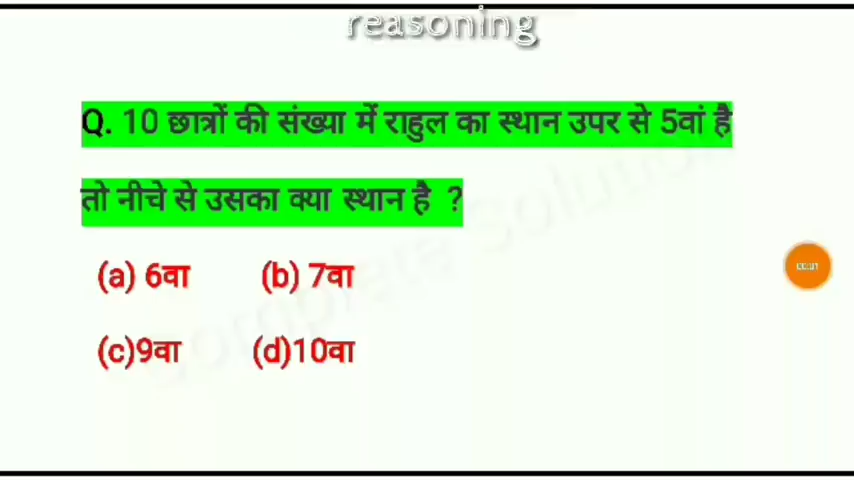 reasoning
Q. 10 छात्रों की संख्या में राहुल का स्थान उपर से 5वां है
तो नीचे से उसका क्या स्थान है ?
(a) 6वा (b) 7वा
(c)9वा (d)10वा